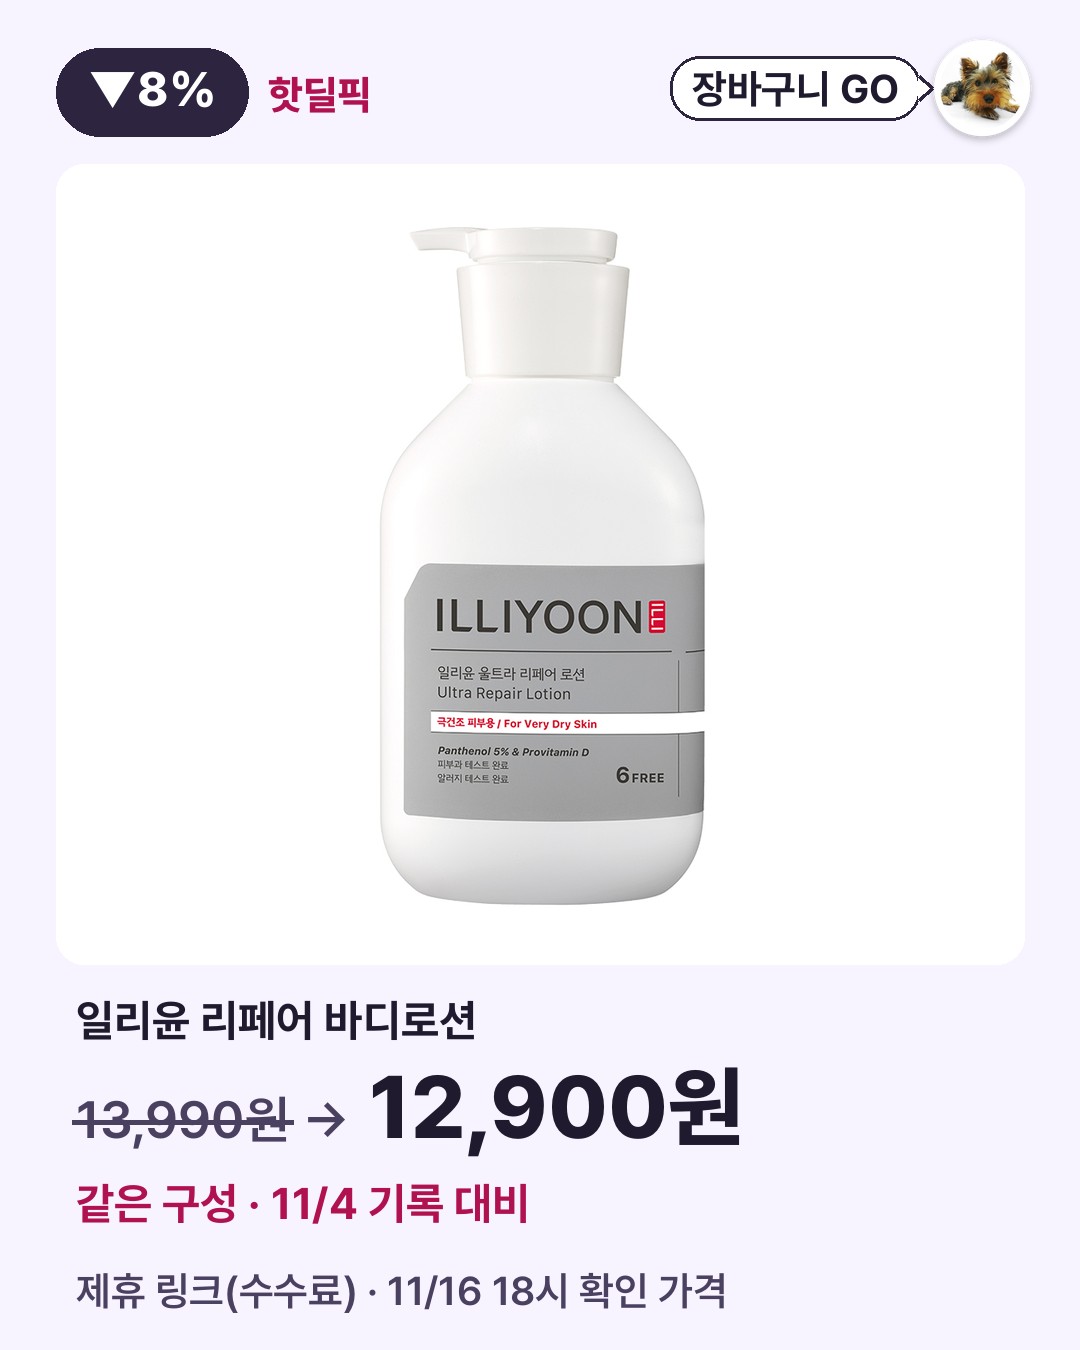 ▼8% 핫딜픽
장바구니 GO
ILLIYOON ILLI
일리윤 울트라 리페어 로션
Ultra Repair Lotion
극건조 피부용 / For Very Dry Skin
Panthenol 5% & Provitamin D
피부과 테스트 완료
알러지 테스트 완료
6FREE
일리윤 리페어 바디로션
13,990원 → 12,900원
같은 구성 · 11/4 기록 대비
제휴 링크(수수료) · 11/16 18시 확인 가격